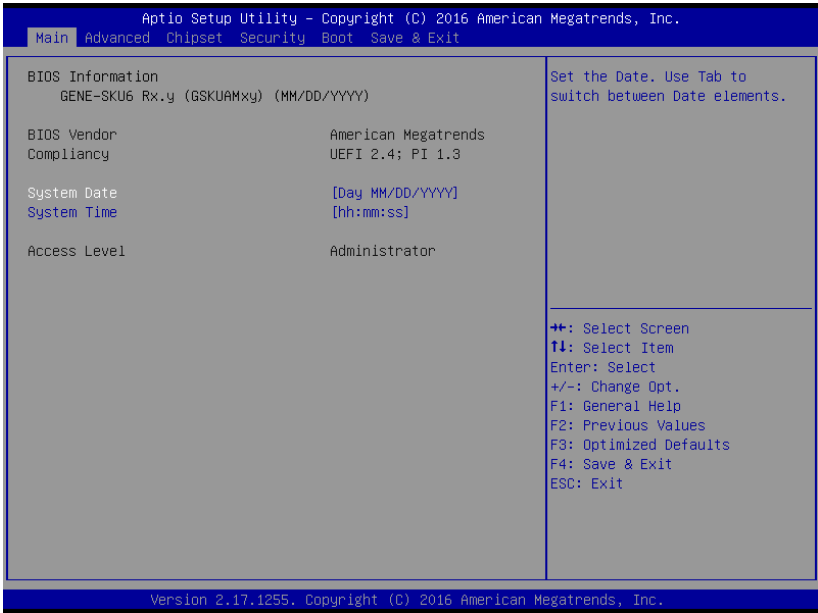 Aptio Setup Utility – Copyright (C) 2016 American Megatrends, Inc.
Main Advanced Chipset Security Boot Save & Exit
BIOS Information
GENE-SKU6 Rx.y (GSKUAMxy) (MM/DD/YYYY)
BIOS Vendor American Megatrends
Compliancy UEFI 2.4; PI 1.3
System Date [Day MM/DD/YYYY]
System Time [hh:mm:ss]
Access Level Administrator
Set the Date. Use Tab to
switch between Date elements.
→←: Select Screen
↑↓: Select Item
Enter: Select
+/-: Change Opt.
F1: General Help
F2: Previous Values
F3: Optimized Defaults
F4: Save & Exit
ESC: Exit
Version 2.17.1255. Copyright (C) 2016 American Megatrends, Inc.